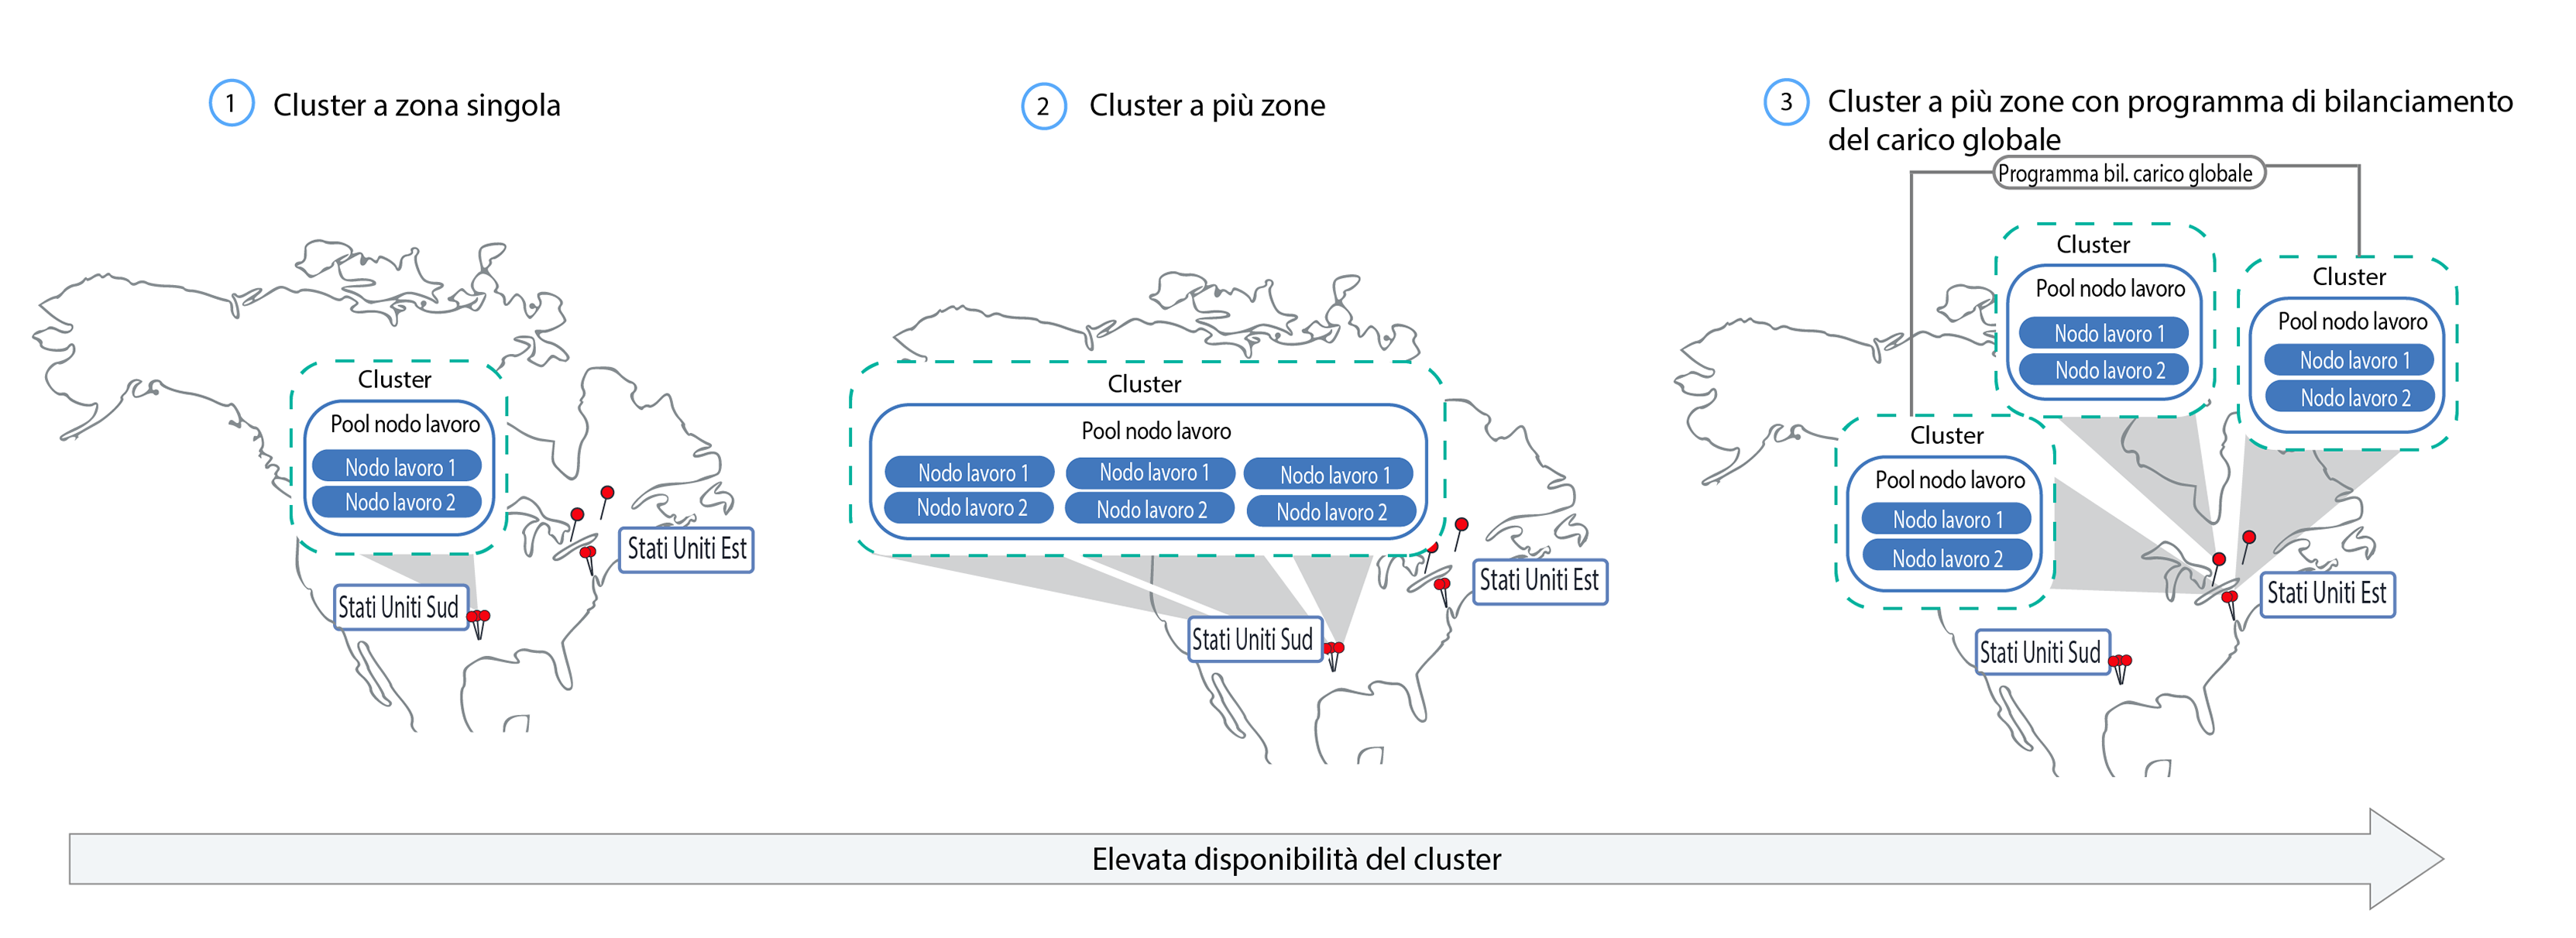 1 Cluster a zona singola
Cluster
Pool nodo lavoro
Nodo lavoro 1
Nodo lavoro 2
Stati Uniti Est
Stati Uniti Sud
2 Cluster a più zone
Cluster
Pool nodo lavoro
Nodo lavoro 1 Nodo lavoro 1 Nodo lavoro 1
Nodo lavoro 2 Nodo lavoro 2 Nodo lavoro 2
Stati Uniti Est
Stati Uniti Sud
3 Cluster a più zone con programma di bilanciamento
del carico globale
Programma bil. carico globale
Cluster
Pool nodo lavoro
Nodo lavoro 1
Nodo lavoro 2
Cluster
Pool nodo lavoro
Nodo lavoro 1
Nodo lavoro 2
Cluster
Pool nodo lavoro
Nodo lavoro 1
Nodo lavoro 2
Stati Uniti Est
Stati Uniti Sud
Elevata disponibilità del cluster